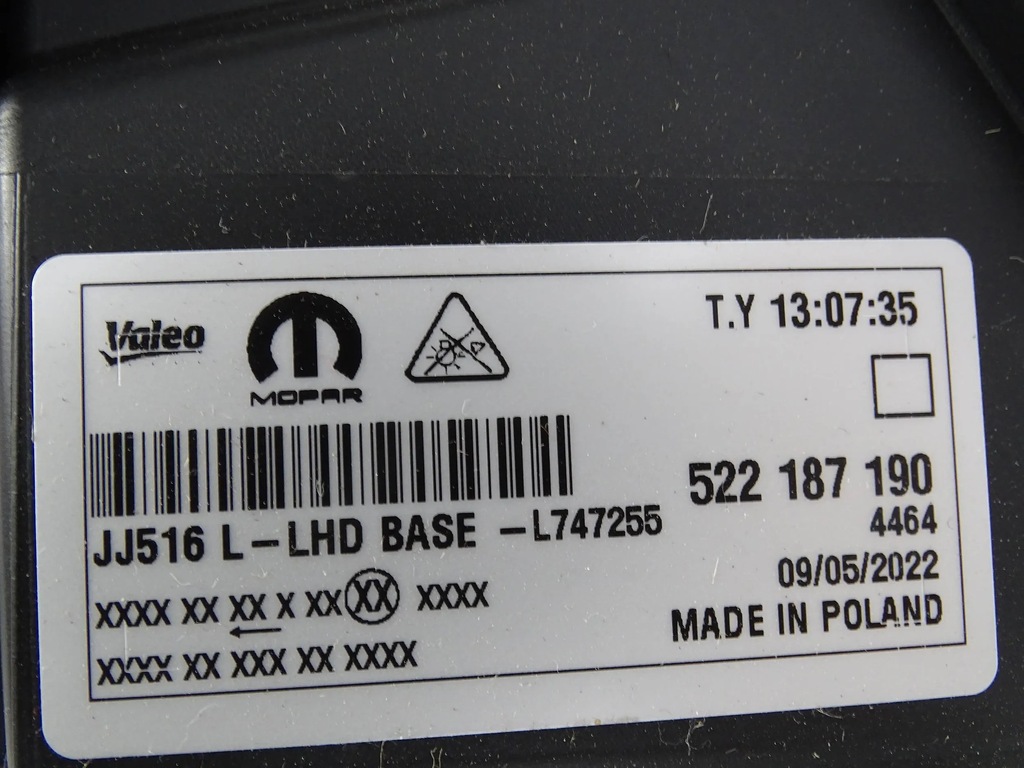 Valeo
MOPAR
T.Y 13:07:35
522 187 190
JJ516 L-LHD BASE -L747255
4464
09/05/2022
XXXX XX XX X XX XX XXXX
MADE IN POLAND
XXXX XX XXX XX XXXX